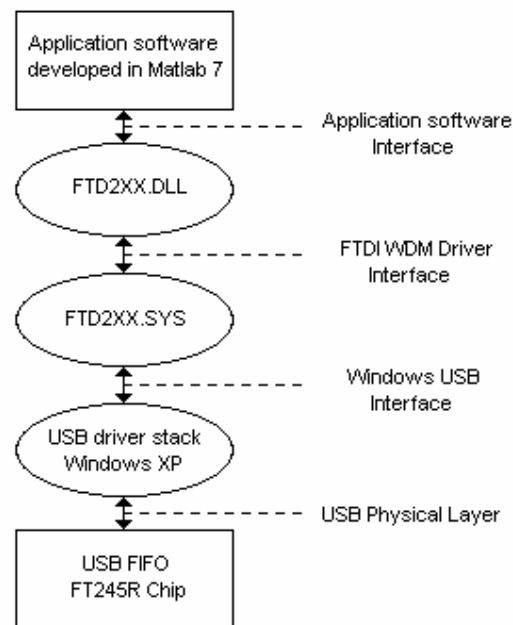 Application software
developed in Matlab 7
Application software
Interface
FTD2XX.DLL
FTDI WDM Driver
Interface
FTD2XX.SYS
Windows USB
Interface
USB driver stack
Windows XP
USB Physical Layer
USB FIFO
FT245R Chip